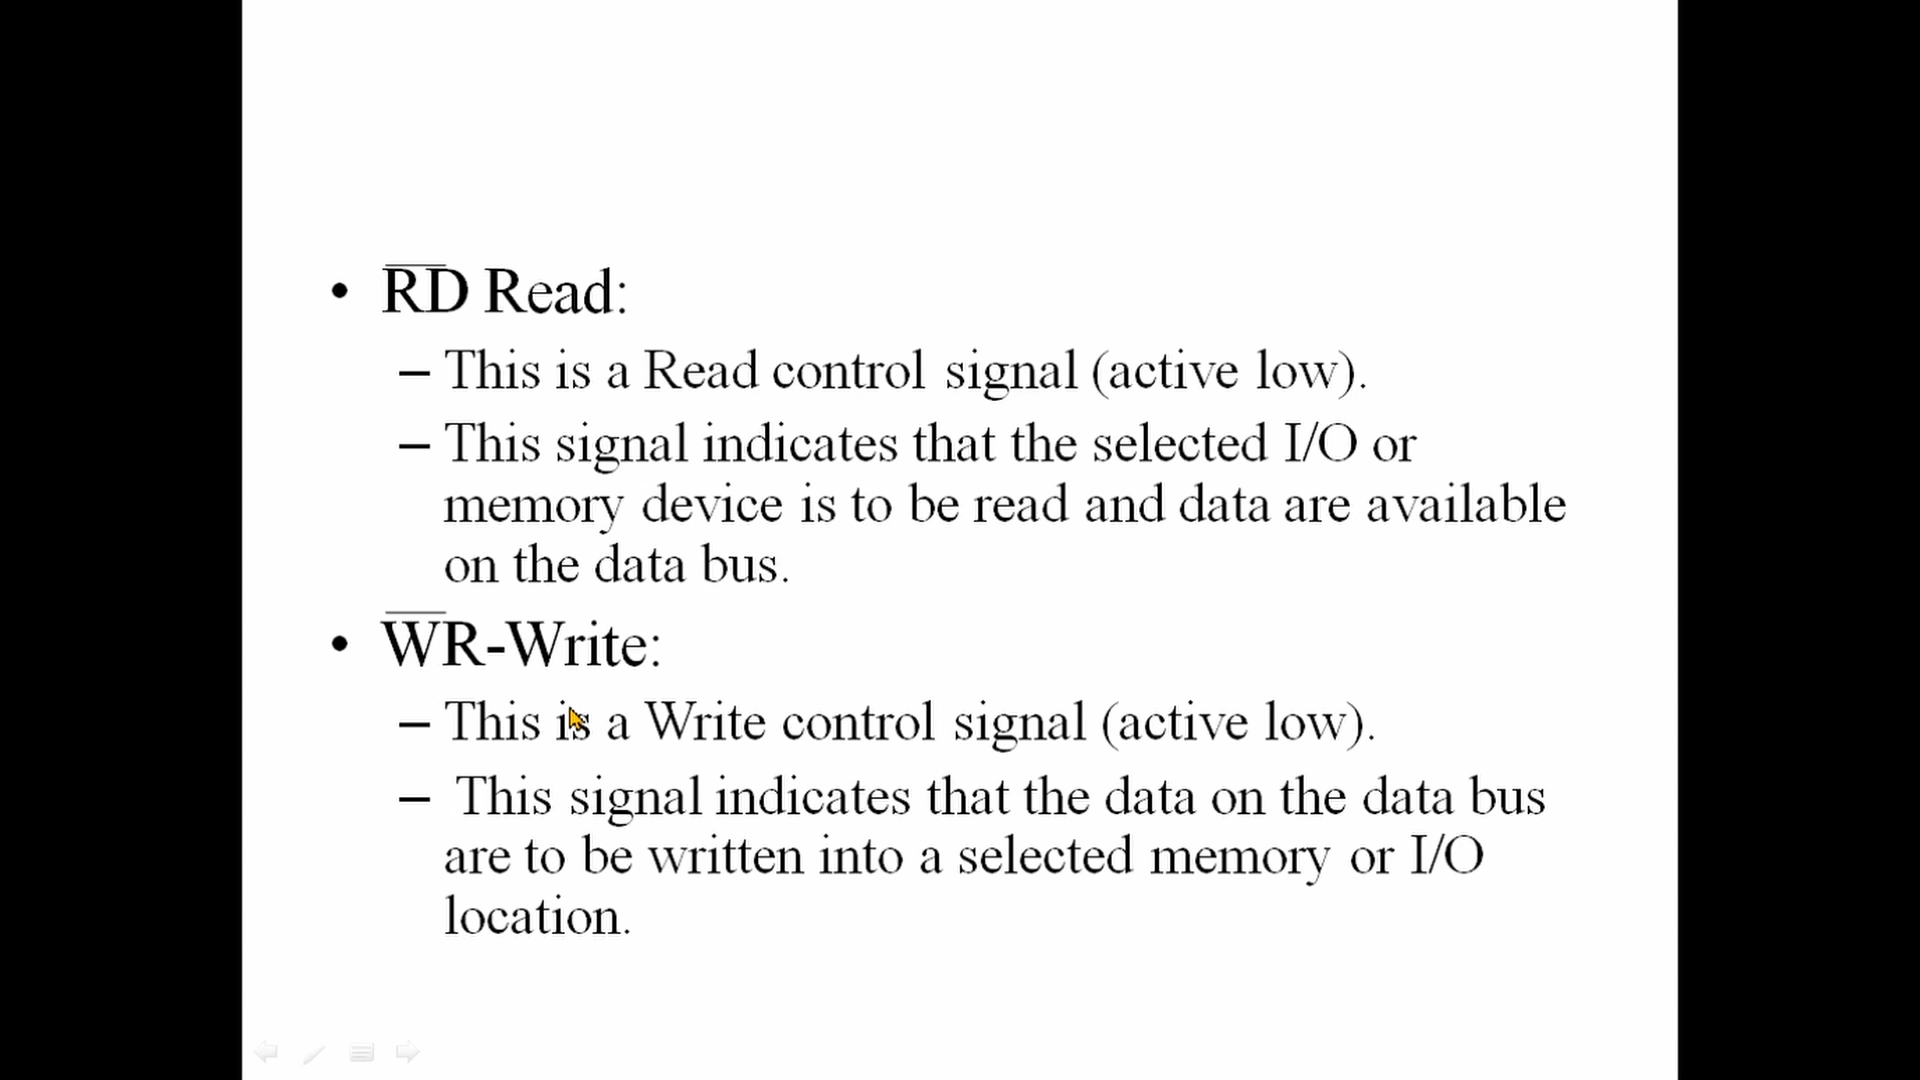 • R̅D̅ Read:
– This is a Read control signal (active low).
– This signal indicates that the selected I/O or
memory device is to be read and data are available
on the data bus.
• W̅R̅-Write:
– This is a Write control signal (active low).
– This signal indicates that the data on the data bus
are to be written into a selected memory or I/O
location.